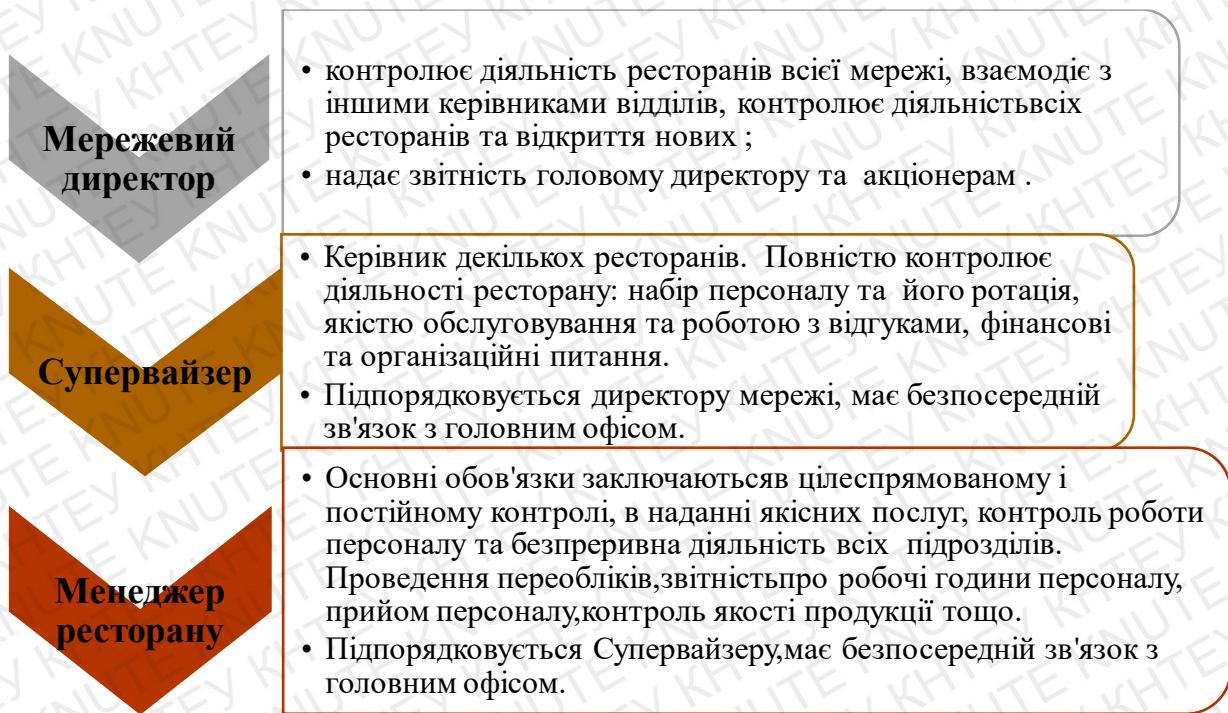 Мережевий
директор
• контролює діяльність ресторанів всієї мережі, взаємодіє з
іншими керівниками відділів, контролює діяльністьвсіх
ресторанів та відкриття нових ;
• надає звітність головому директору та акціонерам .
Супервайзер
• Керівник декількох ресторанів. Повністю контролює
діяльності ресторану: набір персоналу та його ротація,
якістю обслуговування та роботою з відгуками, фінансові
та організаційні питання.
• Підпорядковується директору мережі, має безпосередній
зв'язок з головним офісом.
Менеджер
ресторану
• Основні обов'язки заключаютьсяв цілеспрямованому і
постійному контролі, в наданні якісних послуг, контроль роботи
персоналу та безпреривна діяльність всіх підрозділів.
Проведення переобліків,звітністьпро робочі години персоналу,
прийом персоналу,контроль якості продукції тощо.
• Підпорядковується Супервайзеру,має безпосередній зв'язок з
головним офісом.